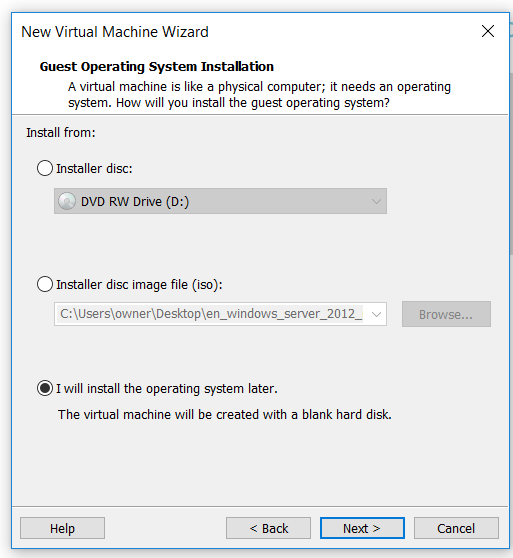 New Virtual Machine Wizard
Guest Operating System Installation
A virtual machine is like a physical computer; it needs an operating
system. How will you install the guest operating system?
Install from:
Installer disc:
DVD RW Drive (D:)
Installer disc image file (iso):
C:\Users\owner\Desktop\en_windows_server_2012_
Browse...
I will install the operating system later.
The virtual machine will be created with a blank hard disk.
Help
< Back
Next >
Cancel